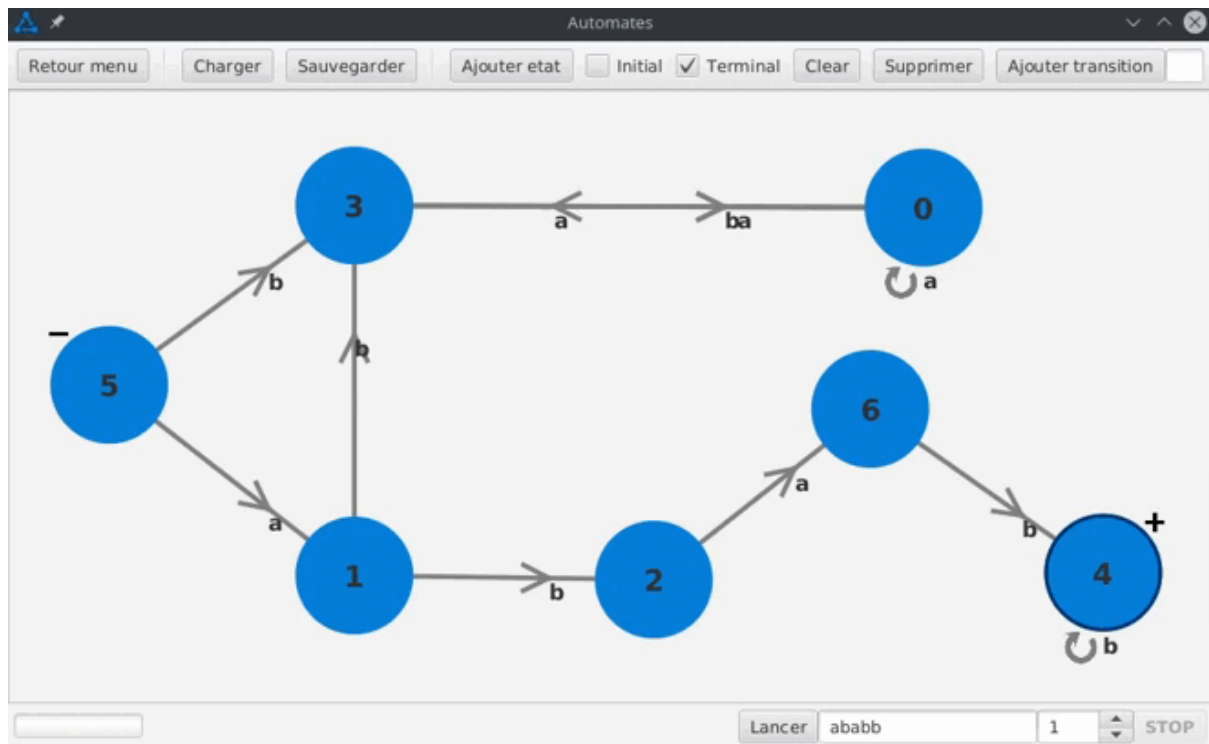 Automates
Retour menu Charger Sauvegarder Ajouter etat Initial Terminal Clear Supprimer Ajouter transition
3 a ba 0
b a
−
b
5 6
a
a b +
1 b 2 4
b
Lancer ababb 1 STOP